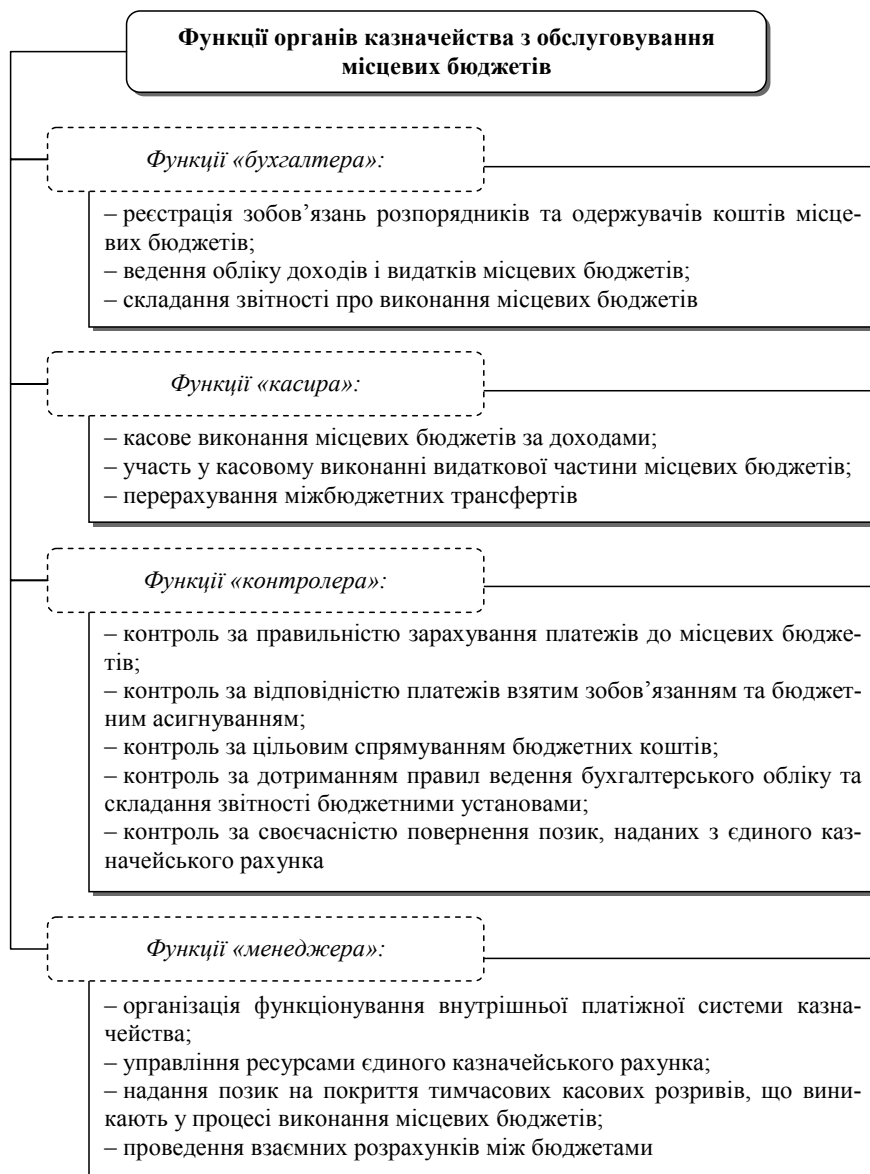 Функції органів казначейства з обслуговування
місцевих бюджетів
Функції «бухгалтера»:
– реєстрація зобов’язань розпорядників та одержувачів коштів місце-
вих бюджетів;
– ведення обліку доходів і видатків місцевих бюджетів;
– складання звітності про виконання місцевих бюджетів
Функції «касира»:
– касове виконання місцевих бюджетів за доходами;
– участь у касовому виконанні видаткової частини місцевих бюджетів;
– перерахування міжбюджетних трансфертів
Функції «контролера»:
– контроль за правильністю зарахування платежів до місцевих бюдже-
тів;
– контроль за відповідністю платежів взятим зобов’язанням та бюджет-
ним асигнуванням;
– контроль за цільовим спрямуванням бюджетних коштів;
– контроль за дотриманням правил ведення бухгалтерського обліку та
складання звітності бюджетними установами;
– контроль за своєчасністю повернення позик, наданих з єдиного каз-
начейського рахунка
Функції «менеджера»:
– організація функціонування внутрішньої платіжної системи казна-
чейства;
– управління ресурсами єдиного казначейського рахунка;
– надання позик на покриття тимчасових касових розривів, що вини-
кають у процесі виконання місцевих бюджетів;
– проведення взаємних розрахунків між бюджетами